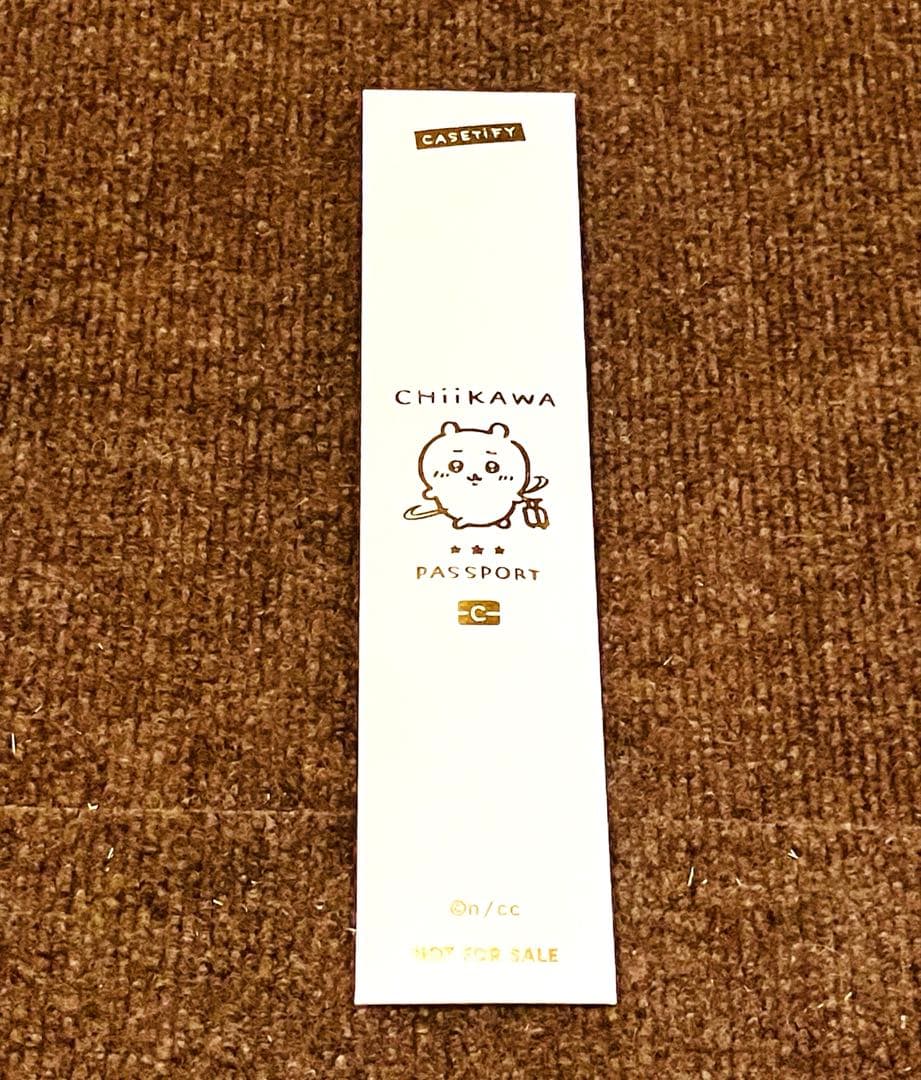 CASETiFY
CHiiKAWA
PASSPORT
C
©n/cc
NOT FOR SALE